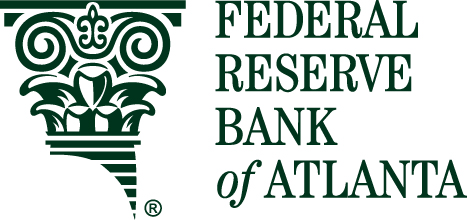 FEDERAL
RESERVE
BANK
of ATLANTA
®